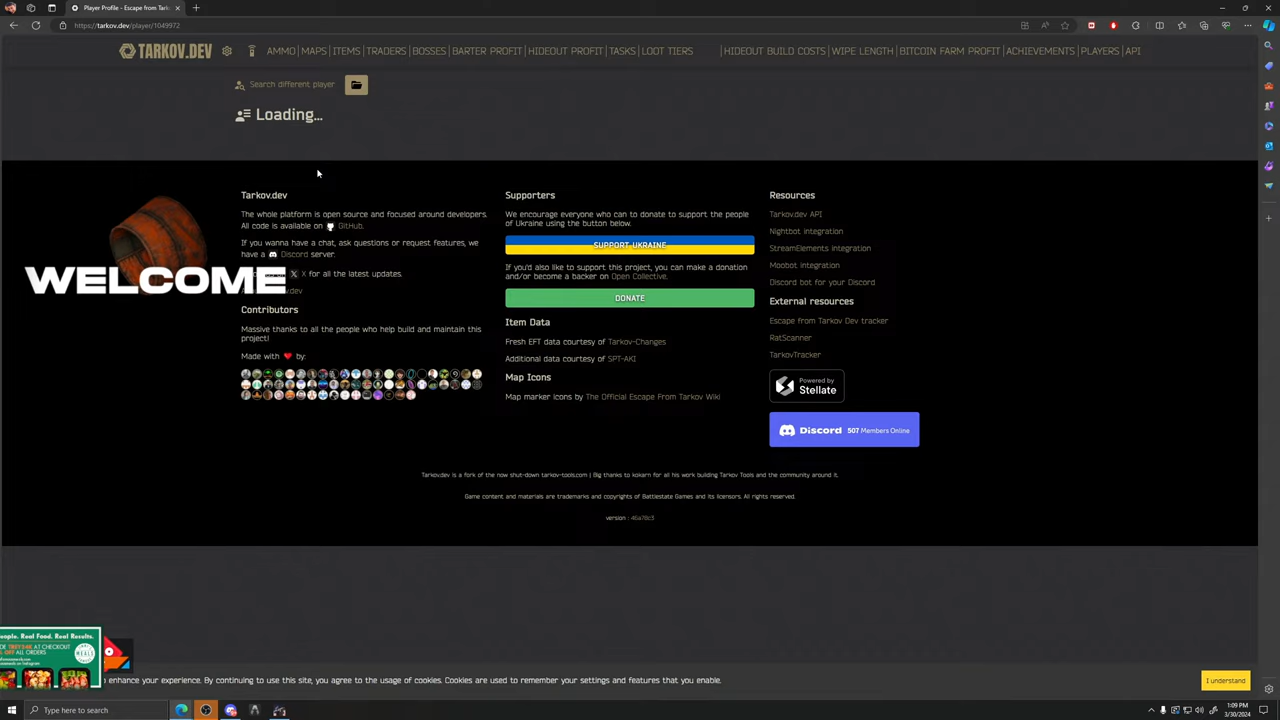 Player Profile - Escape from Tark
https://tarkov.dev/player/1049972
TARKOV.DEV
AMMO
MAPS
ITEMS
TRADERS
BOSSES
BARTER PROFIT
HIDEOUT PROFIT
TASKS
LOOT TIERS
HIDEOUT BUILD COSTS
WIPE LENGTH
BITCOIN FARM PROFIT
ACHIEVEMENTS
PLAYERS
API
Search different player
Loading...
Tarkov.dev
The whole platform is open source and focused around developers.
All code is available on GitHub.
If you wanna have a chat, ask questions or request features, we
have a Discord server.
X for all the latest updates.
WELCOME
Contributors
Massive thanks to all the people who help build and maintain this
project!
Made with ❤ by:
Supporters
We encourage everyone who can to donate to support the people
of Ukraine using the button below.
SUPPORT UKRAINE
If you'd also like to support this project, you can make a donation
and/or become a backer on Open Collective.
DONATE
Item Data
Fresh EFT data courtesy of Tarkov-Changes
Additional data courtesy of SPT-AKI
Map Icons
Map marker icons by The Official Escape From Tarkov Wiki
Resources
Tarkov.dev API
Nightbot integration
StreamElements integration
Moobot integration
Discord bot for your Discord
External resources
Escape from Tarkov Dev tracker
RatScanner
TarkovTracker
Powered by
Stellate
Discord 507 Members Online
Tarkov.dev is a fork of the now shut-down tarkov-tools.com | Big thanks to kokarn for all his work building Tarkov Tools and the community around it.
Game content and materials are trademarks and copyrights of Battlestate Games and its licensors. All rights reserved.
version : 46a76c3
eople. Real Food. Real Results.
AT CHECKOUT
ALL ORDERS
MEALS
enhance your experience. By continuing to use this site, you agree to the usage of cookies. Cookies are used to remember your settings and features that you enable.
I understand
Type here to search
1:09 PM
3/30/2024